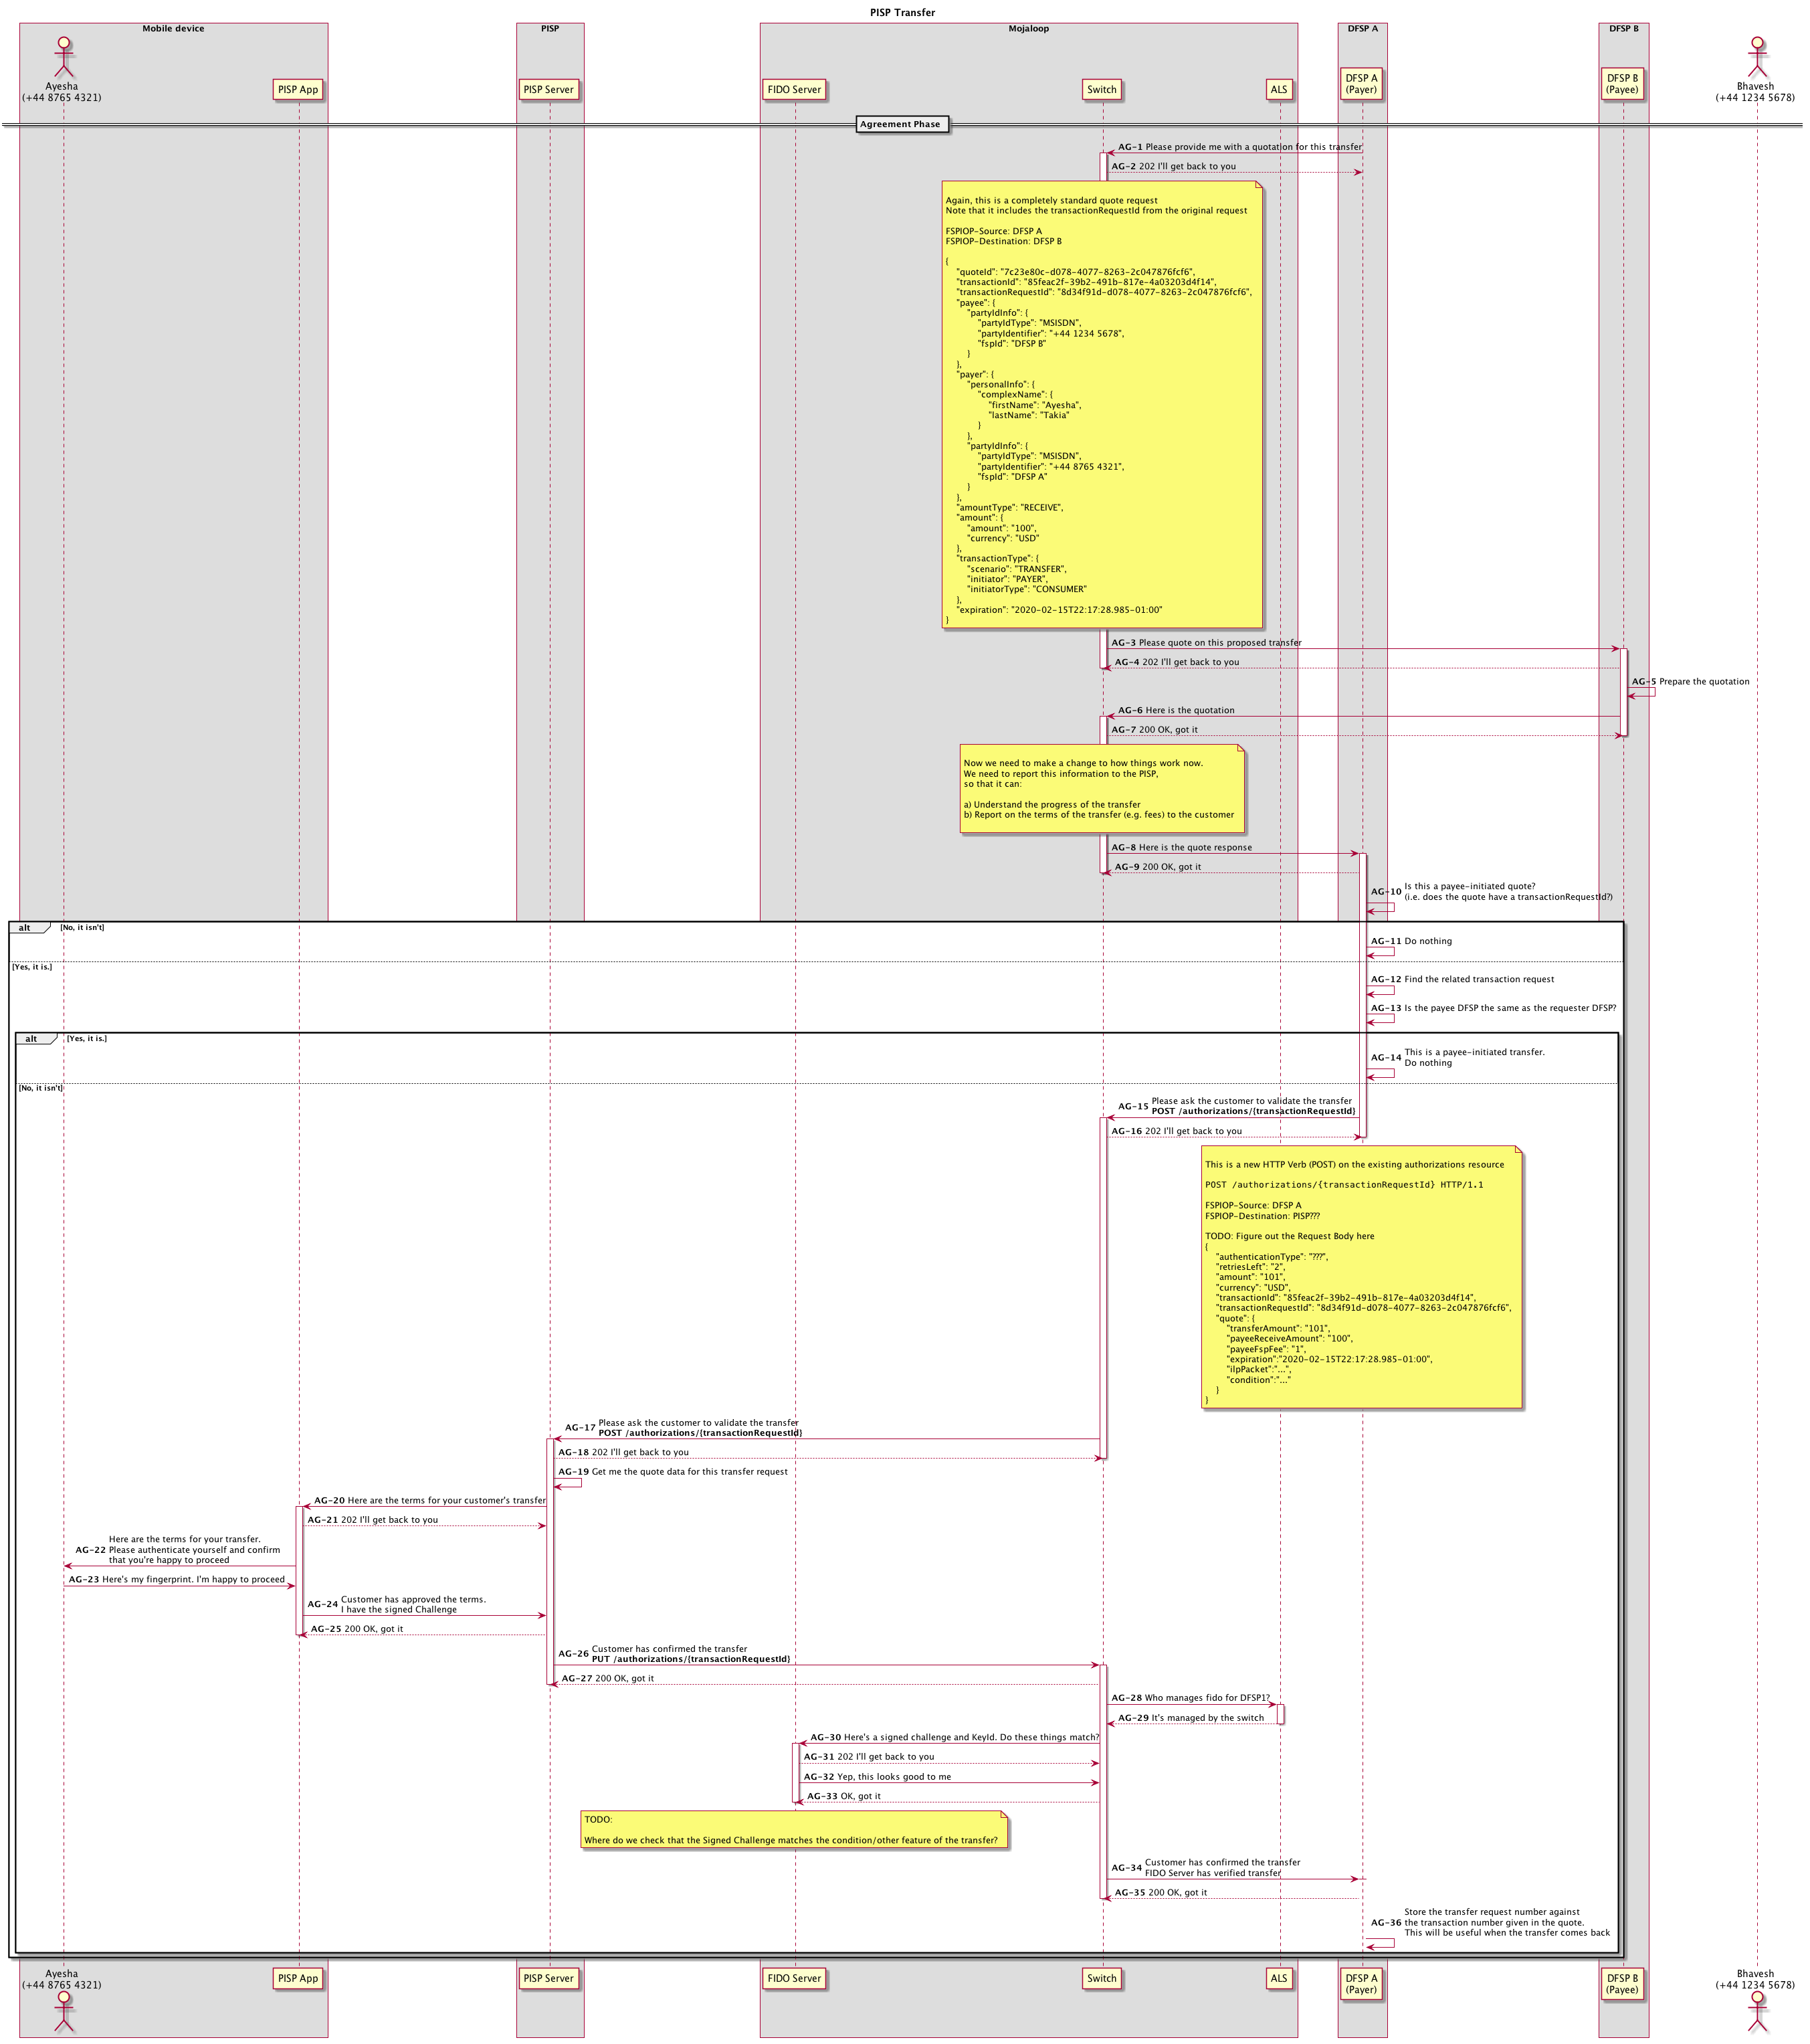 PISP Transfer
Mobile device
PISP
Mojaloop
DFSP A
DFSP B
Ayesha
(+44 8765 4321)
PISP App
PISP Server
FIDO Server
Switch
ALS
DFSP A
(Payer)
DFSP B
(Payee)
Bhavesh
(+44 1234 5678)
Agreement Phase
AG-1 Please provide me with a quotation for this transfer
AG-2 202 I'll get back to you
Again, this is a completely standard quote request
Note that it includes the transactionRequestId from the original request
FSPIOP-Source: DFSP A
FSPIOP-Destination: DFSP B
{
"quoteId": "7c23e80c-d078-4077-8263-2c047876fcf6",
"transactionId": "85feac2f-39b2-491b-817e-4a03203d4f14",
"transactionRequestId": "8d34f91d-d078-4077-8263-2c047876fcf6",
"payee": {
"partyIdInfo": {
"partyIdType": "MSISDN",
"partyIdentifier": "+44 1234 5678",
"fspId": "DFSP B"
}
},
"payer": {
"personalInfo": {
"complexName": {
"firstName": "Ayesha",
"lastName": "Takia"
}
},
"partyIdInfo": {
"partyIdType": "MSISDN",
"partyIdentifier": "+44 8765 4321",
"fspId": "DFSP A"
}
},
"amountType": "RECEIVE",
"amount": {
"amount": "100",
"currency": "USD"
},
"transactionType": {
"scenario": "TRANSFER",
"initiator": "PAYER",
"initiatorType": "CONSUMER"
},
"expiration": "2020-02-15T22:17:28.985-01:00"
}
AG-3 Please quote on this proposed transfer
AG-4 202 I'll get back to you
AG-5 Prepare the quotation
AG-6 Here is the quotation
AG-7 200 OK, got it
Now we need to make a change to how things work now.
We need to report this information to the PISP,
so that it can:
a) Understand the progress of the transfer
b) Report on the terms of the transfer (e.g. fees) to the customer
AG-8 Here is the quote response
AG-9 200 OK, got it
AG-10 Is this a payee-initiated quote?
(i.e. does the quote have a transactionRequestId?)
alt [No, it isn't]
AG-11 Do nothing
[Yes, it is.]
AG-12 Find the related transaction request
AG-13 Is the payee DFSP the same as the requester DFSP?
alt [Yes, it is.]
AG-14 This is a payee-initiated transfer.
Do nothing
[No, it isn't]
AG-15 Please ask the customer to validate the transfer
POST /authorizations/{transactionRequestId}
AG-16 202 I'll get back to you
This is a new HTTP Verb (POST) on the existing authorizations resource
POST /authorizations/{transactionRequestId} HTTP/1.1
FSPIOP-Source: DFSP A
FSPIOP-Destination: PISP???
TODO: Figure out the Request Body here
{
"authenticationType": "???",
"retriesLeft": "2",
"amount": "101",
"currency": "USD",
"transactionId": "85feac2f-39b2-491b-817e-4a03203d4f14",
"transactionRequestId": "8d34f91d-d078-4077-8263-2c047876fcf6",
"quote": {
"transferAmount": "101",
"payeeReceiveAmount": "100",
"payeeFspFee": "1",
"expiration":"2020-02-15T22:17:28.985-01:00",
"ilpPacket":"...",
"condition":"..."
}
}
AG-17 Please ask the customer to validate the transfer
POST /authorizations/{transactionRequestId}
AG-18 202 I'll get back to you
AG-19 Get me the quote data for this transfer request
AG-20 Here are the terms for your customer's transfer
AG-21 202 I'll get back to you
Here are the terms for your transfer.
AG-22 Please authenticate yourself and confirm
that you're happy to proceed
AG-23 Here's my fingerprint. I'm happy to proceed
AG-24 Customer has approved the terms.
I have the signed Challenge
AG-25 200 OK, got it
AG-26 Customer has confirmed the transfer
PUT /authorizations/{transactionRequestId}
AG-27 200 OK, got it
AG-28 Who manages fido for DFSP1?
AG-29 It's managed by the switch
AG-30 Here's a signed challenge and KeyId. Do these things match?
AG-31 202 I'll get back to you
AG-32 Yep, this looks good to me
AG-33 OK, got it
TODO:
Where do we check that the Signed Challenge matches the condition/other feature of the transfer?
AG-34 Customer has confirmed the transfer
FIDO Server has verified transfer
AG-35 200 OK, got it
Store the transfer request number against
AG-36 the transaction number given in the quote.
This will be useful when the transfer comes back
Ayesha
(+44 8765 4321)
PISP App
PISP Server
FIDO Server
Switch
ALS
DFSP A
(Payer)
DFSP B
(Payee)
Bhavesh
(+44 1234 5678)